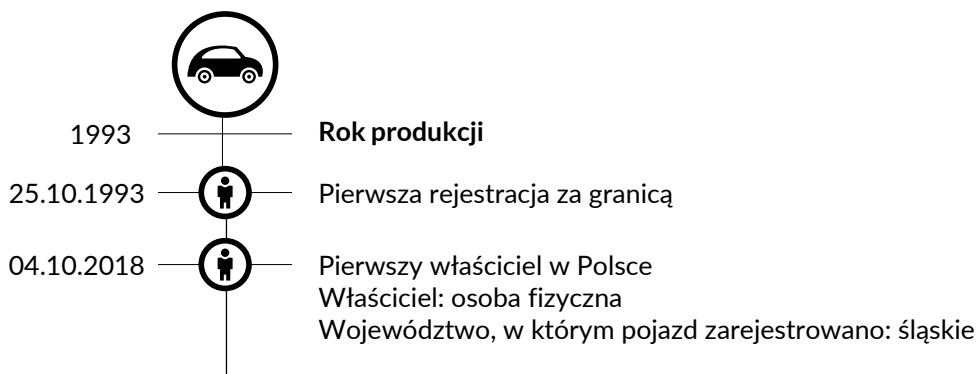 1993 Rok produkcji
25.10.1993 Pierwsza rejestracja za granicą
04.10.2018 Pierwszy właściciel w Polsce
Właściciel: osoba fizyczna
Województwo, w którym pojazd zarejestrowano: śląskie